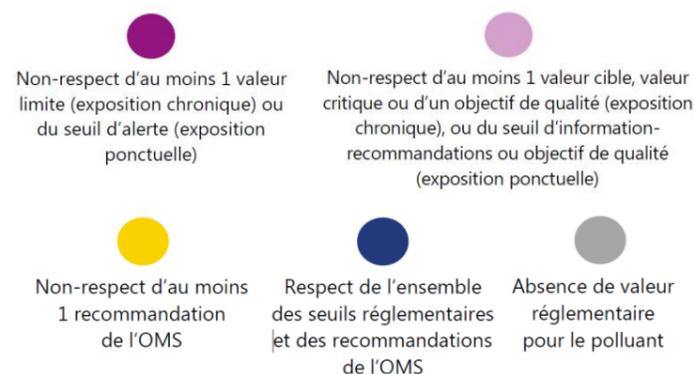 Non-respect d'au moins 1 valeur
limite (exposition chronique) ou
du seuil d'alerte (exposition
ponctuelle)
Non-respect d'au moins 1 valeur cible, valeur
critique ou d'un objectif de qualité (exposition
chronique), ou du seuil d'information-
recommandations ou objectif de qualité
(exposition ponctuelle)
Non-respect d'au moins
1 recommandation
de l'OMS
Respect de l'ensemble
des seuils réglementaires
et des recommandations
de l'OMS
Absence de valeur
réglementaire
pour le polluant